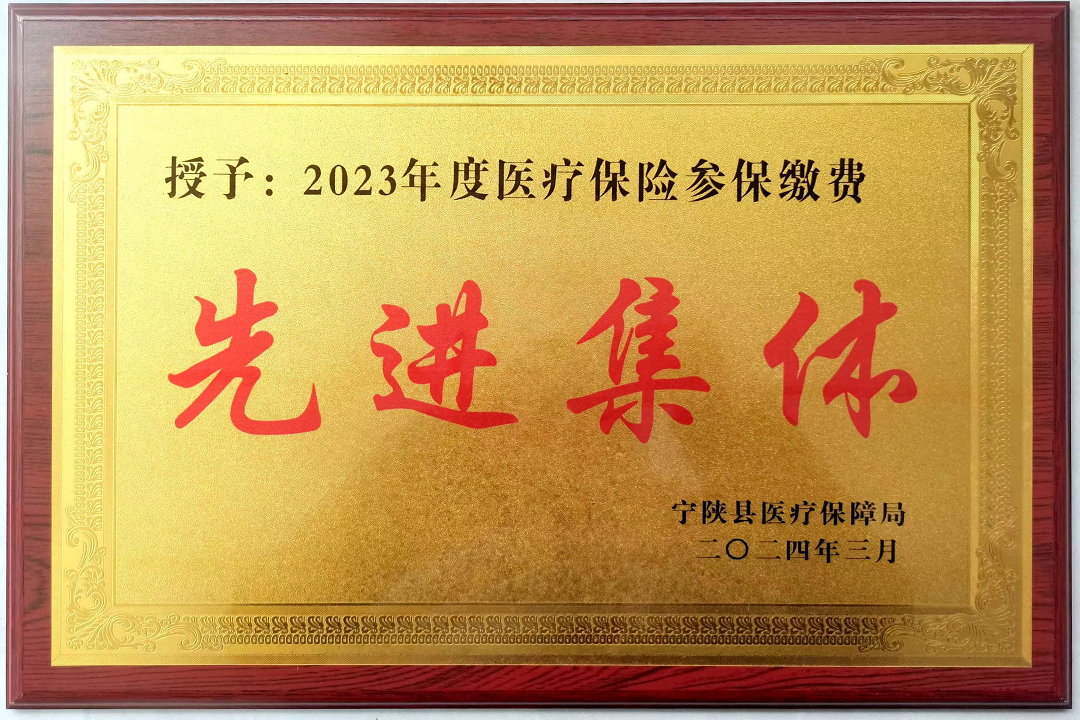 授予：2023年度医疗保险参保缴费
先进集体
宁陕县医疗保障局
二〇二四年三月